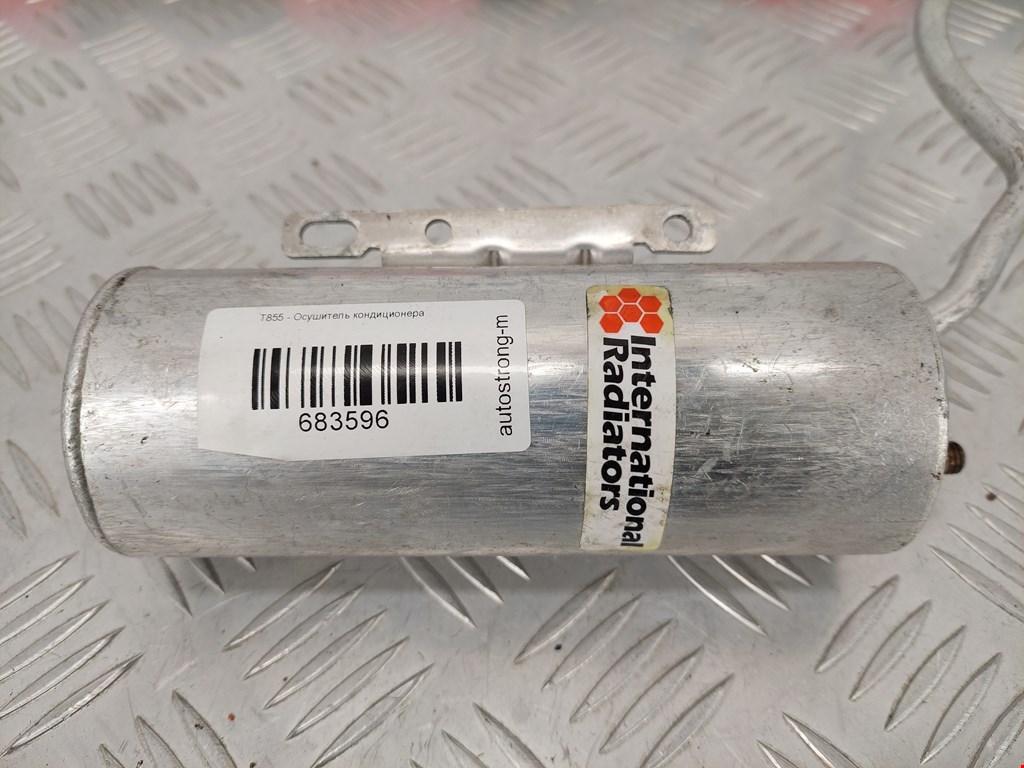 T855 - Осушитель кондиционера
683596
autostrong-m
International
Radiators